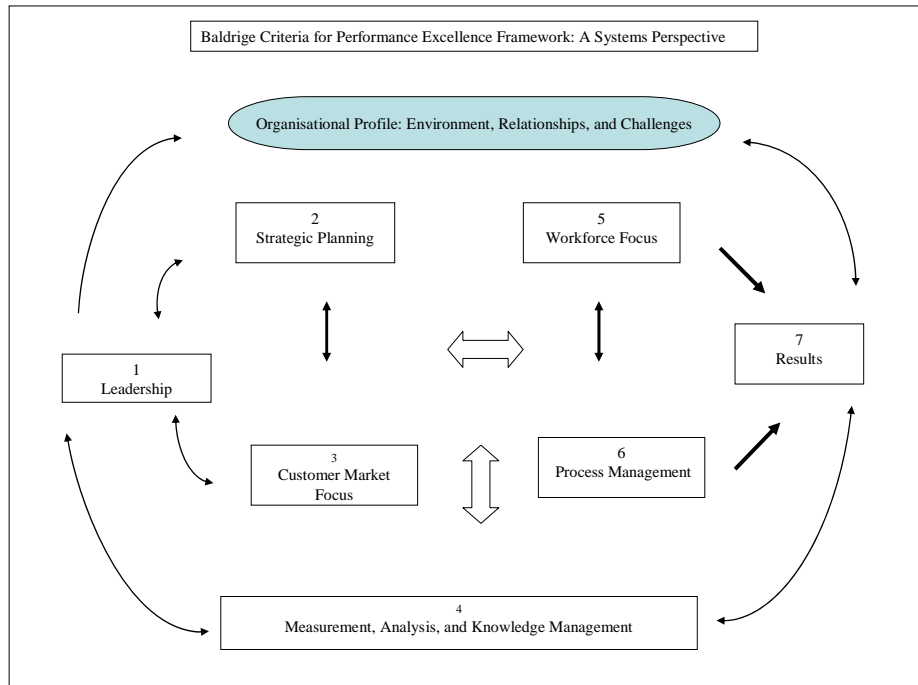 Baldrige Criteria for Performance Excellence Framework: A Systems Perspective
Organisational Profile: Environment, Relationships, and Challenges
2
Strategic Planning
5
Workforce Focus
7
Results
1
Leadership
3
Customer Market
Focus
6
Process Management
4
Measurement, Analysis, and Knowledge Management